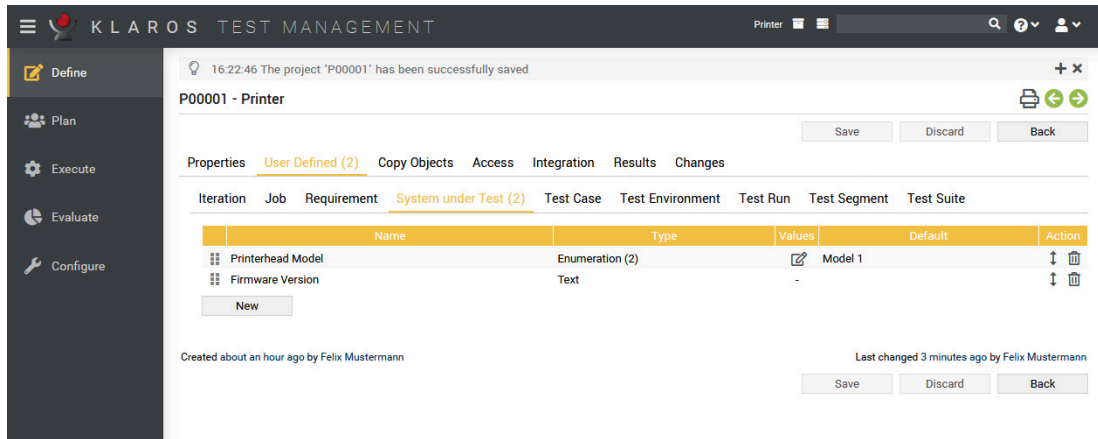 KLAROS TEST MANAGEMENT Printer
Define
16:22:46 The project 'P00001' has been successfully saved
P00001 - Printer
Plan
Save Discard Back
Execute
Properties User Defined (2) Copy Objects Access Integration Results Changes
Iteration Job Requirement System under Test (2) Test Case Test Environment Test Run Test Segment Test Suite
Evaluate
Name Type Values Default Action
Configure
Printerhead Model Enumeration (2) Model 1
Firmware Version Text -
New
Created about an hour ago by Felix Mustermann Last changed 3 minutes ago by Felix Mustermann
Save Discard Back